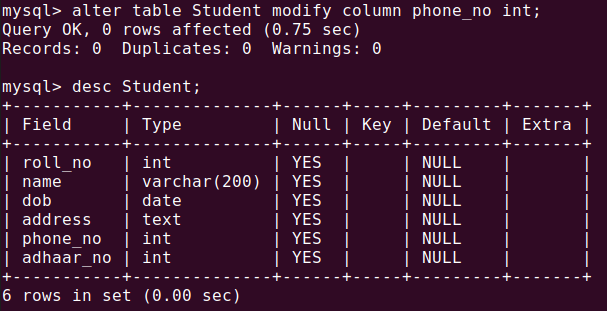 mysql> alter table Student modify column phone_no int;
Query OK, 0 rows affected (0.75 sec)
Records: 0  Duplicates: 0  Warnings: 0

mysql> desc Student;
+-----------+--------------+------+-----+---------+-------+
| Field     | Type         | Null | Key | Default | Extra |
+-----------+--------------+------+-----+---------+-------+
| roll_no   | int          | YES  |     | NULL    |       |
| name      | varchar(200) | YES  |     | NULL    |       |
| dob       | date         | YES  |     | NULL    |       |
| address   | text         | YES  |     | NULL    |       |
| phone_no  | int          | YES  |     | NULL    |       |
| adhaar_no | int          | YES  |     | NULL    |       |
+-----------+--------------+------+-----+---------+-------+
6 rows in set (0.00 sec)